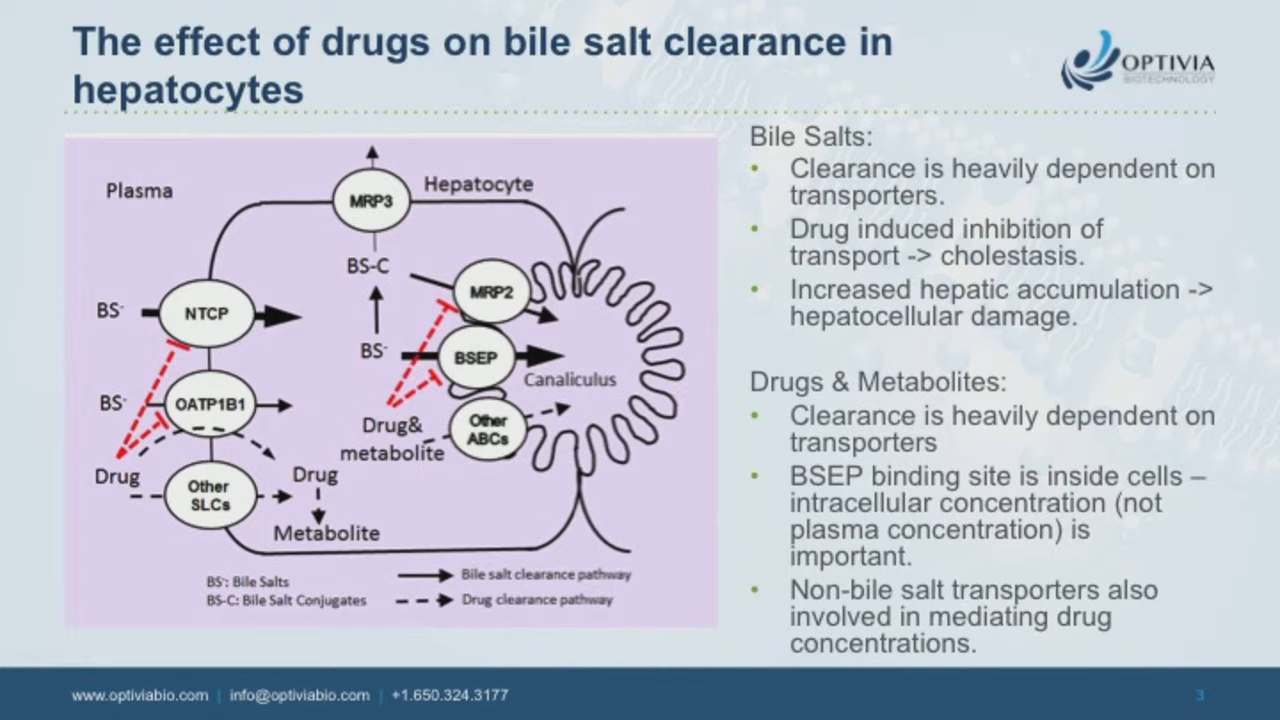 The effect of drugs on bile salt clearance in
hepatocytes
OPTIVIA
BIOTECHNOLOGY
Plasma
MRP3
Hepatocyte
BS-C
MRP2
BS-
NTCP
BS-
BSEP
Canaliculus
BS-
OATP1B1
Drug&
metabolite
Other
ABCs
Drug
Other
SLCs
Drug
Metabolite
BS-: Bile Salts
BS-C: Bile Salt Conjugates
Bile salt clearance pathway
Drug clearance pathway
Bile Salts:
• Clearance is heavily dependent on
transporters.
• Drug induced inhibition of
transport -> cholestasis.
• Increased hepatic accumulation ->
hepatocellular damage.
Drugs & Metabolites:
• Clearance is heavily dependent on
transporters
• BSEP binding site is inside cells –
intracellular concentration (not
plasma concentration) is
important.
• Non-bile salt transporters also
involved in mediating drug
concentrations.
www.optiviabio.com | info@optiviabio.com | +1.650.324.3177
3